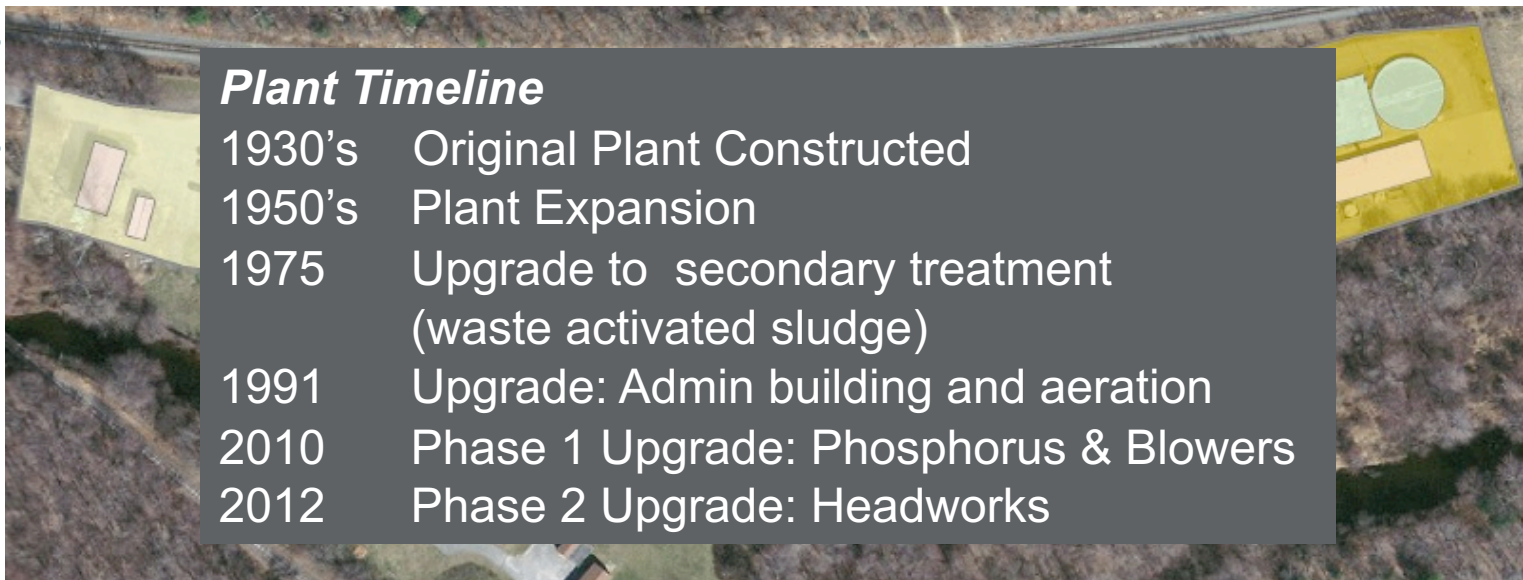 Plant Timeline
1930’s Original Plant Constructed
1950’s Plant Expansion
1975 Upgrade to secondary treatment
(waste activated sludge)
1991 Upgrade: Admin building and aeration
2010 Phase 1 Upgrade: Phosphorus & Blowers
2012 Phase 2 Upgrade: Headworks